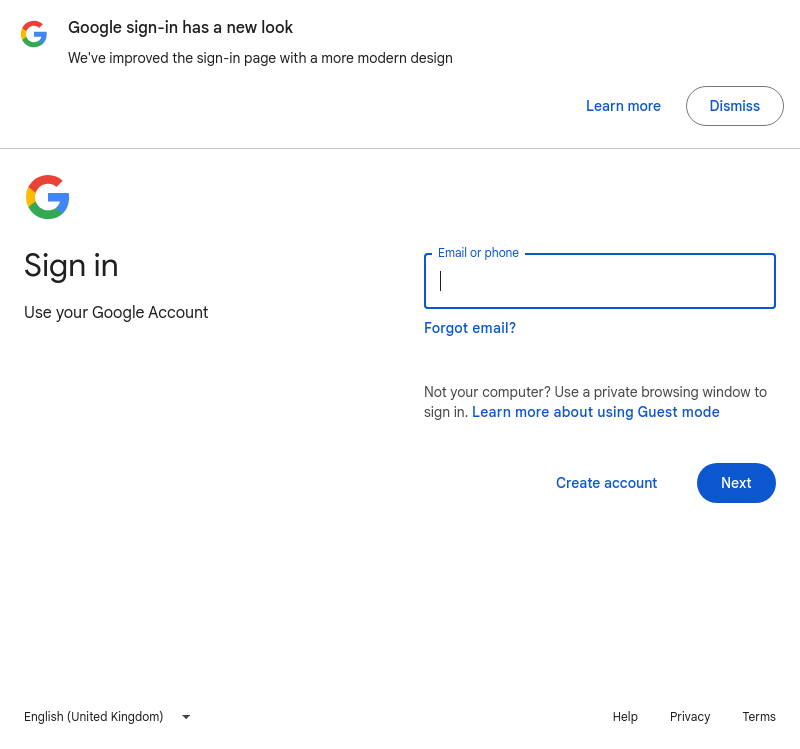 Google sign-in has a new look
We've improved the sign-in page with a more modern design
Learn more
Dismiss
Sign in
Use your Google Account
Email or phone
Forgot email?
Not your computer? Use a private browsing window to
sign in. Learn more about using Guest mode
Create account
Next
English (United Kingdom)
Help
Privacy
Terms